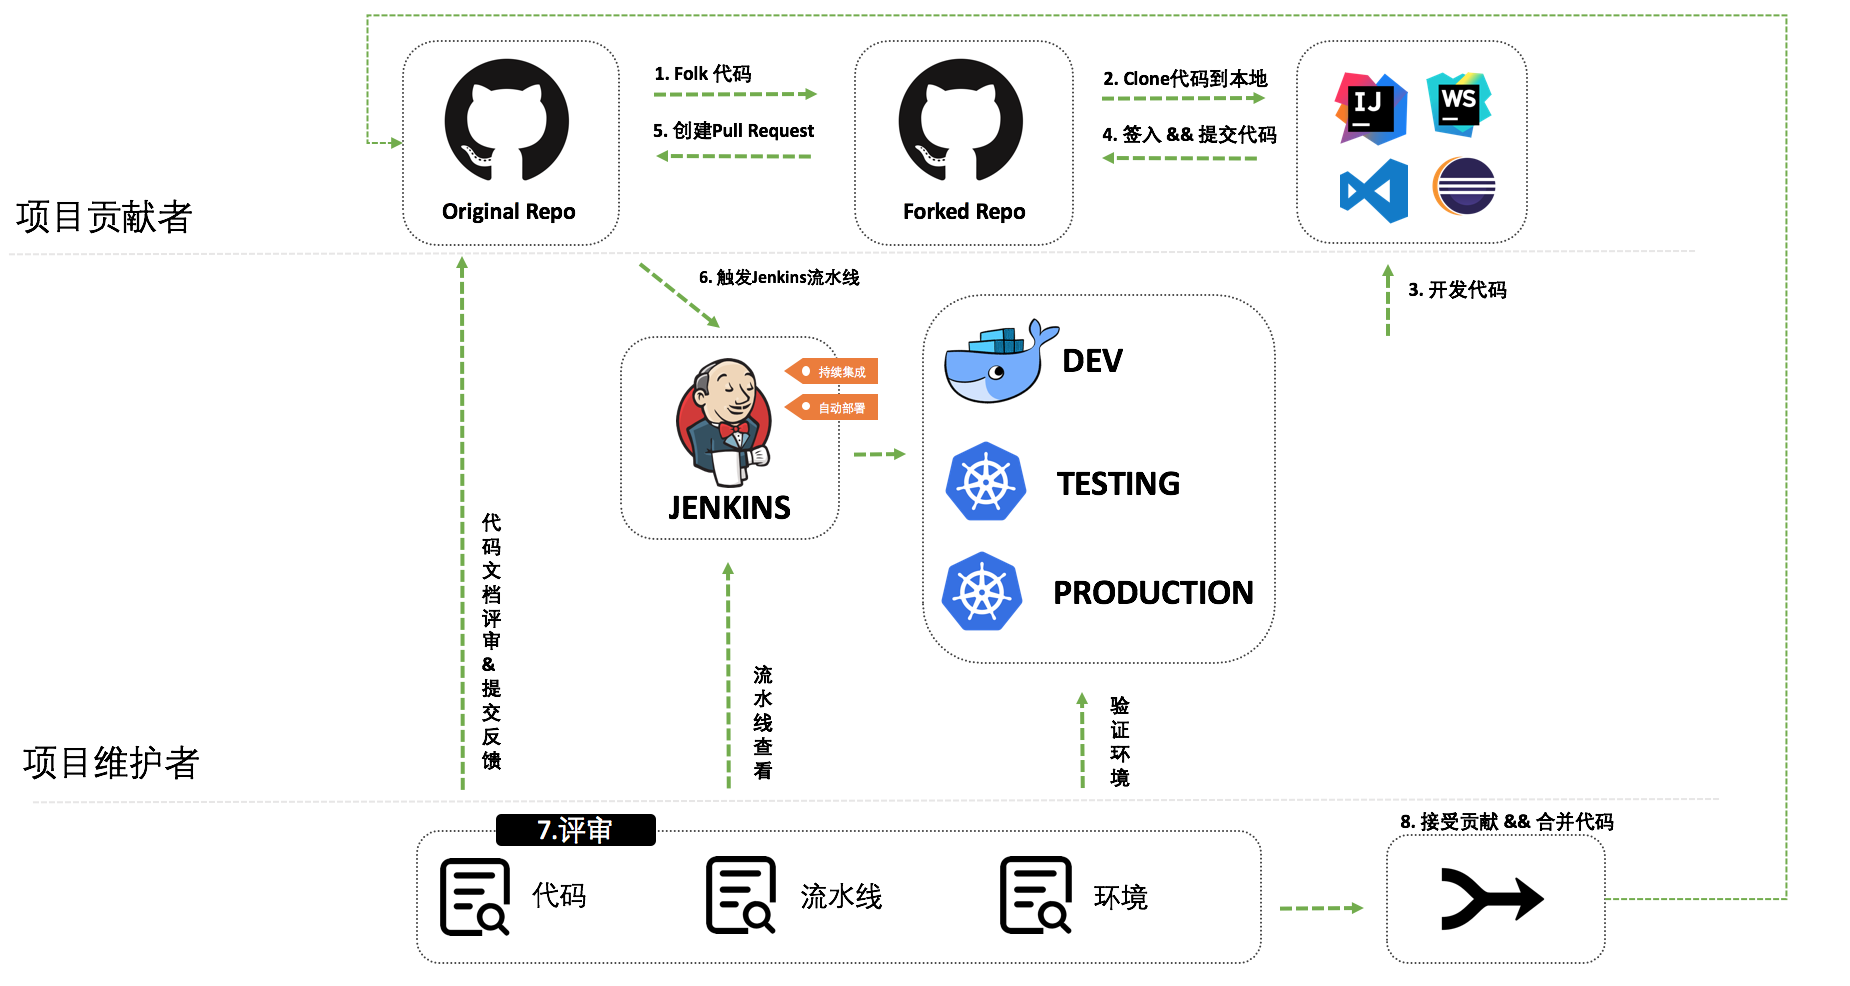 1. Folk 代码
5. 创建Pull Request
2. Clone代码到本地
4. 签入 && 提交代码
IJ
WS
Original Repo
Forked Repo
项目贡献者
6. 触发Jenkins流水线
3. 开发代码
持续集成
自动部署
JENKINS
DEV
TESTING
PRODUCTION
代码文档评审&提交反馈
流水线查看
验证环境
项目维护者
7.评审
代码
流水线
环境
8. 接受贡献 && 合并代码